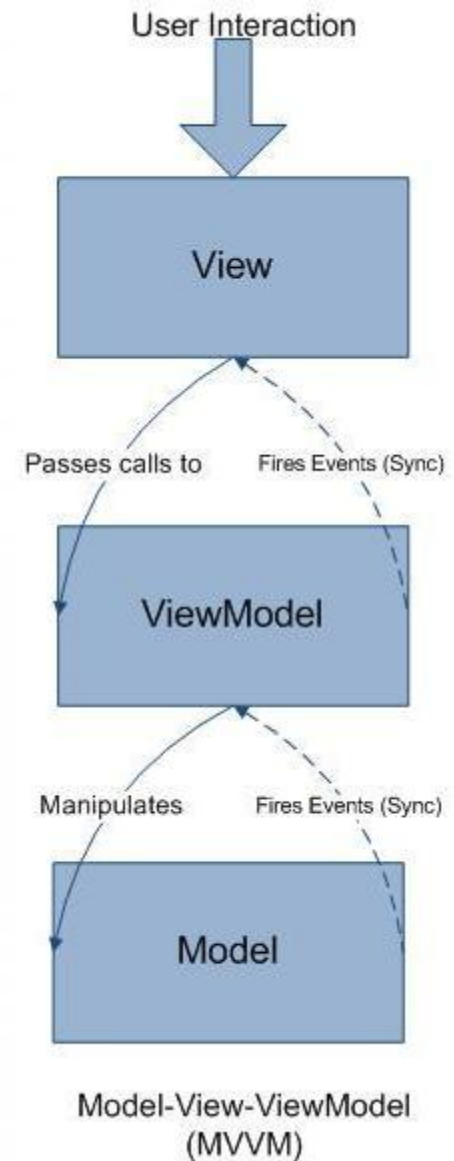 User Interaction
View
Passes calls to
Fires Events (Sync)
ViewModel
Manipulates
Fires Events (Sync)
Model
Model-View-ViewModel
(MVVM)